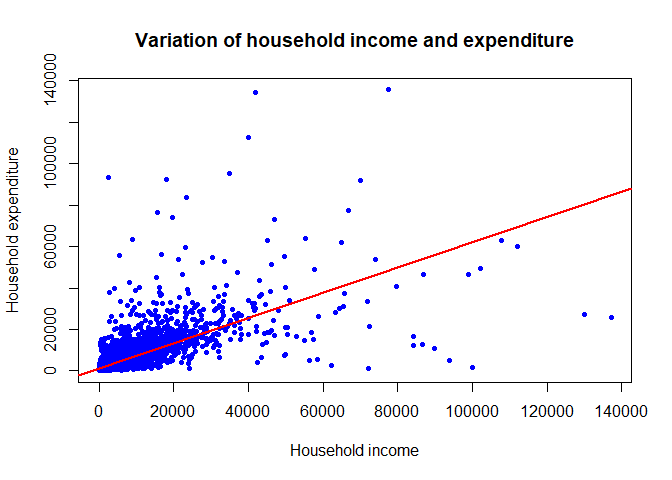 Variation of household income and expenditure
Household expenditure
140000
100000
60000
20000
0
0 20000 40000 60000 80000 100000 120000 140000
Household income